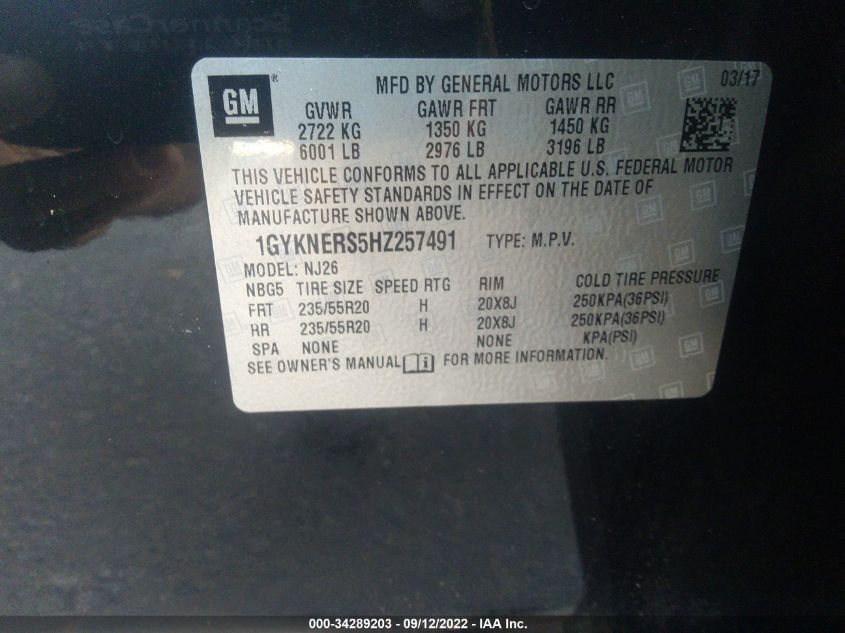 GM ®
MFD BY GENERAL MOTORS LLC 03/17
GVWR GAWR FRT GAWR RR
2722 KG 1350 KG 1450 KG
6001 LB 2976 LB 3196 LB
THIS VEHICLE CONFORMS TO ALL APPLICABLE U.S. FEDERAL MOTOR
VEHICLE SAFETY STANDARDS IN EFFECT ON THE DATE OF
MANUFACTURE SHOWN ABOVE.
1GYKNERS5HZ257491 TYPE: M.P.V.
MODEL: NJ26
NBG5 TIRE SIZE SPEED RTG RIM COLD TIRE PRESSURE
FRT 235/55R20 H 20X8J 250KPA(36PSI)
RR 235/55R20 H 20X8J 250KPA(36PSI)
SPA NONE NONE KPA(PSI)
SEE OWNER'S MANUAL FOR MORE INFORMATION.
000-34289203 - 09/12/2022 - IAA Inc.